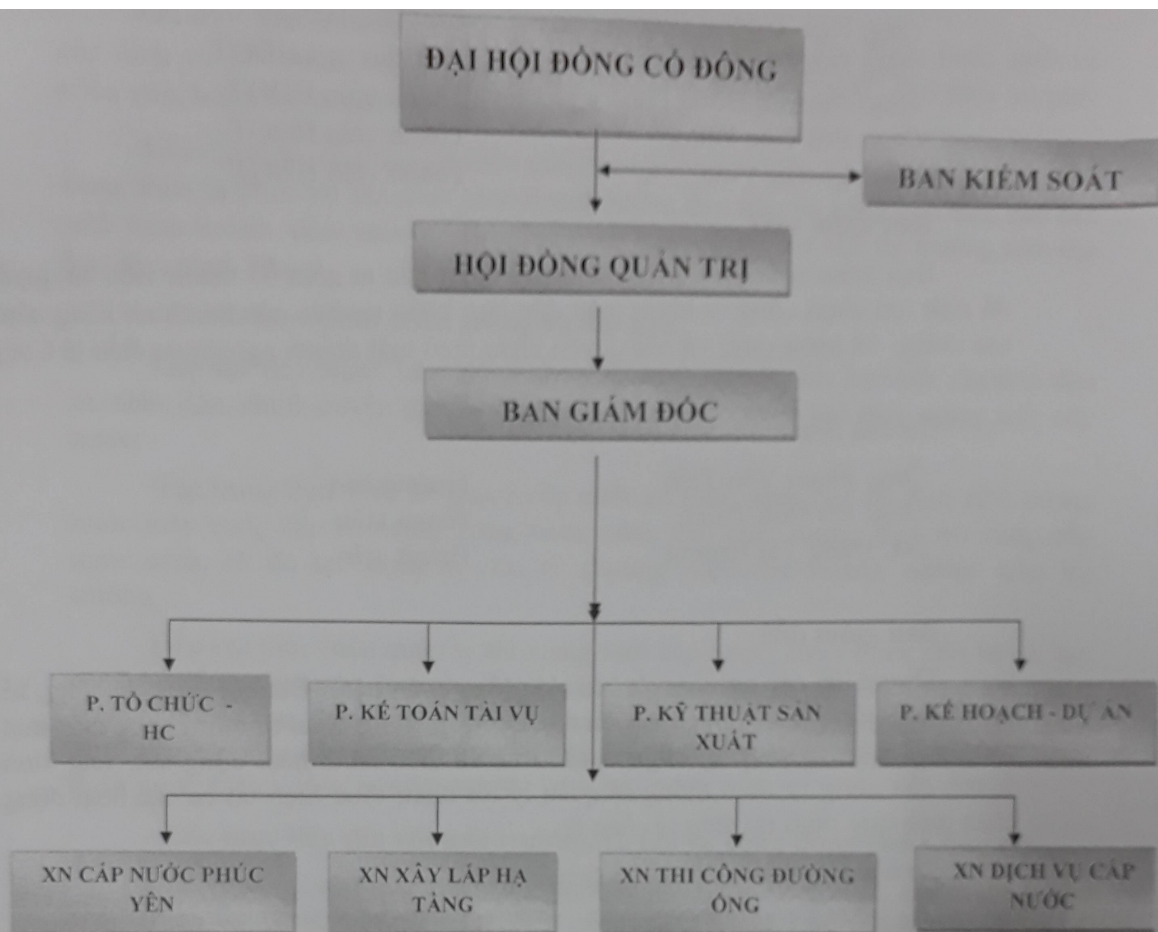 ĐẠI HỘI ĐỒNG CỔ ĐÔNG
BAN KIỂM SOÁT
HỘI ĐỒNG QUẢN TRỊ
BAN GIÁM ĐỐC
P. TỔ CHỨC -
HC
P. KẾ TOÁN TÀI VỤ
P. KỸ THUẬT SẢN
XUẤT
P. KẾ HOẠCH - DỰ ÁN
XN CẤP NƯỚC PHÚC
YÊN
XN XÂY LẮP HẠ
TẦNG
XN THI CÔNG ĐƯỜNG
ỐNG
XN DỊCH VỤ CẤP
NƯỚC